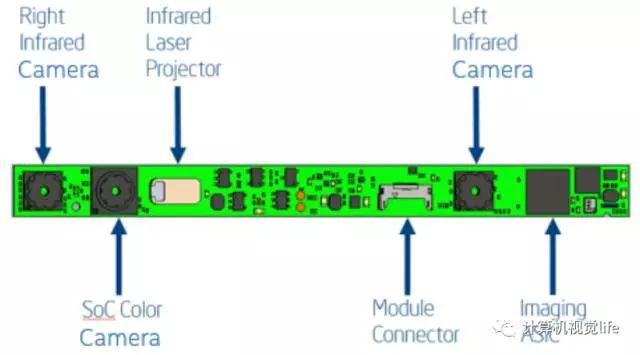 Right
Infrared
Camera
Infrared
Laser
Projector
Left
Infrared
Camera
SoC Color
Camera
Module
Connector
Imaging
ASIC
计算机视觉life